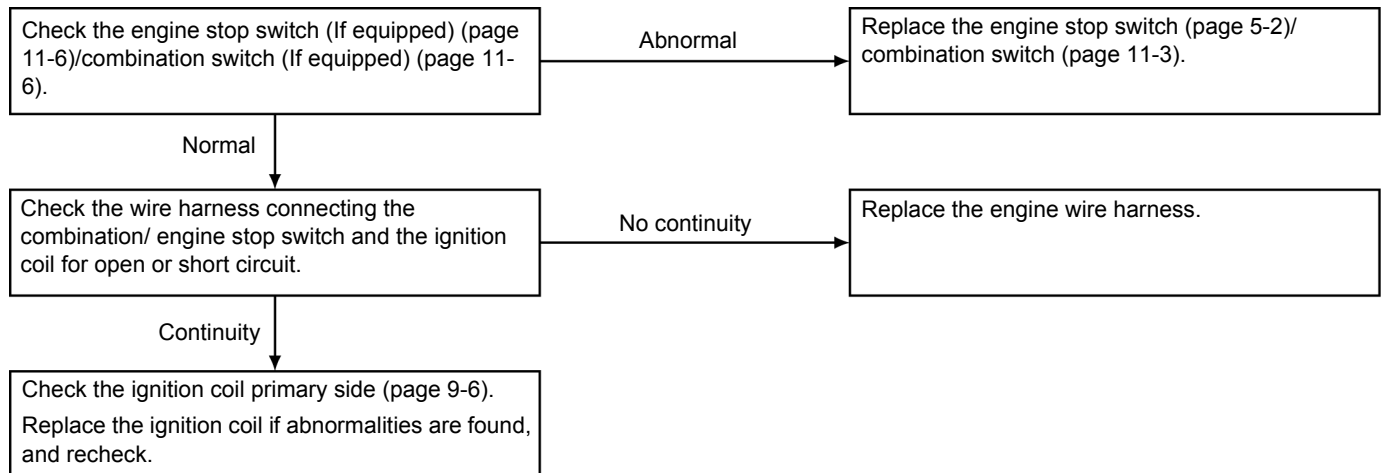 Check the engine stop switch (If equipped) (page
11-6)/combination switch (If equipped) (page 11-
6).
Abnormal
Replace the engine stop switch (page 5-2)/
combination switch (page 11-3).
Normal
Check the wire harness connecting the
combination/ engine stop switch and the ignition
coil for open or short circuit.
No continuity
Replace the engine wire harness.
Continuity
Check the ignition coil primary side (page 9-6).
Replace the ignition coil if abnormalities are found,
and recheck.